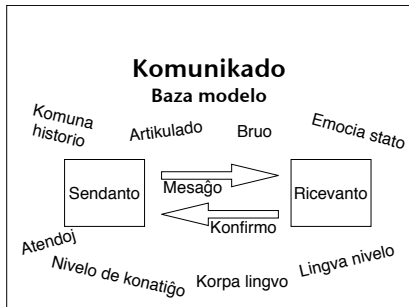 Komunikado
Baza modelo
Komuna
historio
Artikulado
Bruo
Emocia stato
Sendanto
Mesaĝo
Ricevanto
Konfirmo
Atendoj
Nivelo de konatiĝo
Korpa lingvo
Lingva nivelo